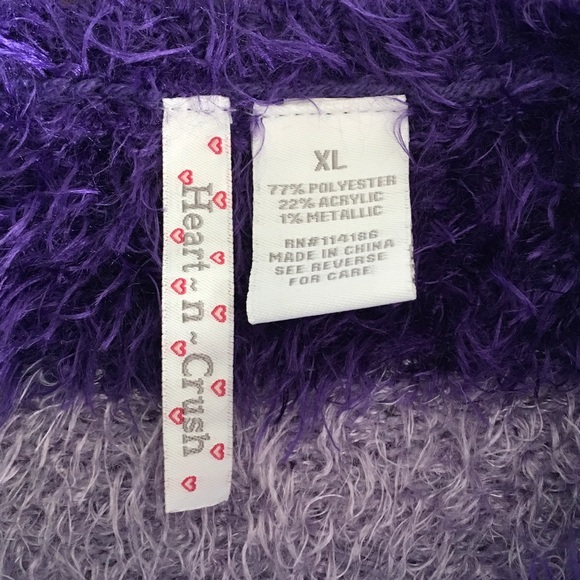 Heart~n~Crush
XL
77% POLYESTER
22% ACRYLIC
1% METALLIC
RN#114186
MADE IN CHINA
SEE REVERSE
FOR CARE